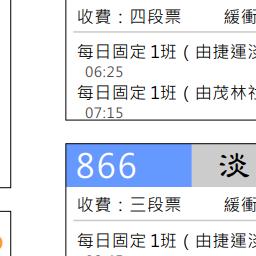 收費：四段票 緩衝
每日固定 1班（由捷運淡
06:25
每日固定 1班（由茂林社
07:15
866 淡
收費：三段票 緩衝
每日固定 1班（由捷運淡